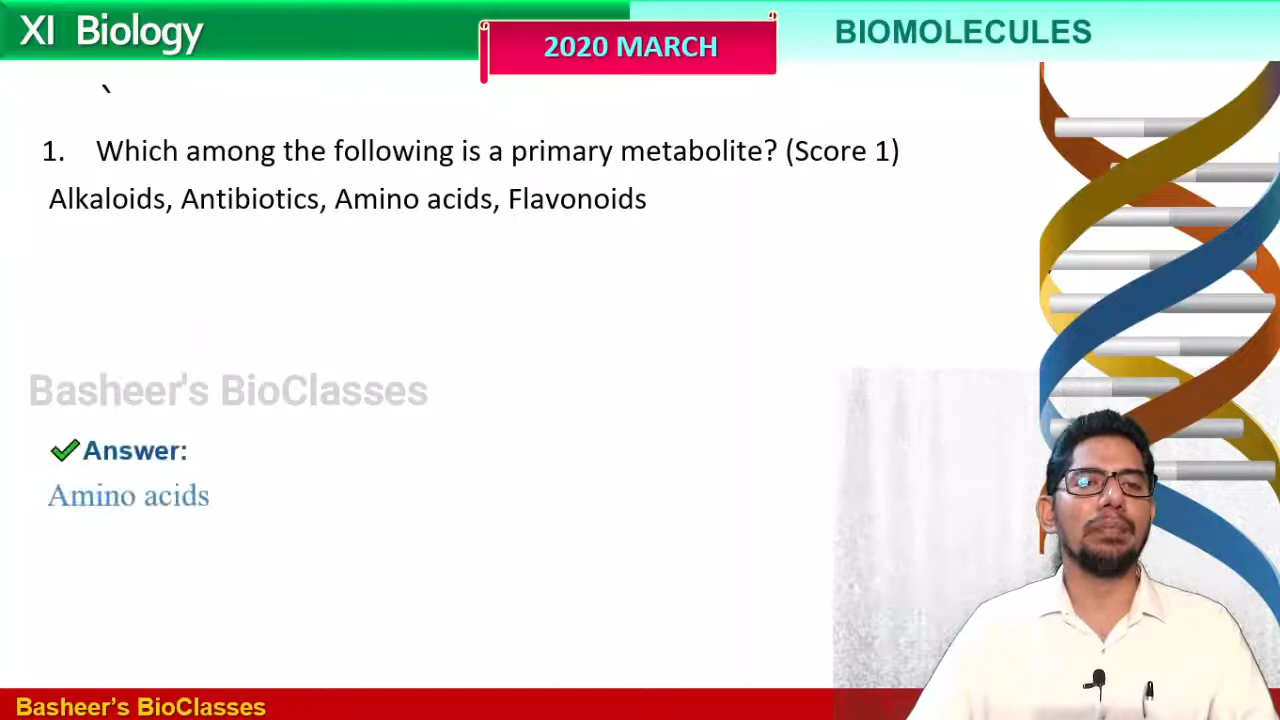 XI Biology
2020 MARCH
BIOMOLECULES
`
1. Which among the following is a primary metabolite? (Score 1)
Alkaloids, Antibiotics, Amino acids, Flavonoids
Basheer's BioClasses
Answer:
Amino acids
Basheer's BioClasses